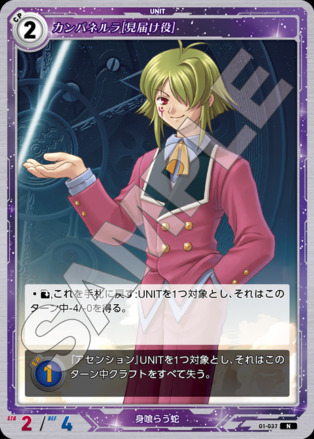 UNIT
CP
2
カンパネルラ[見届け役]
SAMPLE
・,これを手札に戻す:UNITを1つ対象とし、それはこの
ターン中-4/-0を得る。
1
「アセンション」UNITを1つ対象とし、それはこの
ターン中クラフトをすべて失う。
ATK 2 / DEF 4
身喰らう蛇
01-037 N